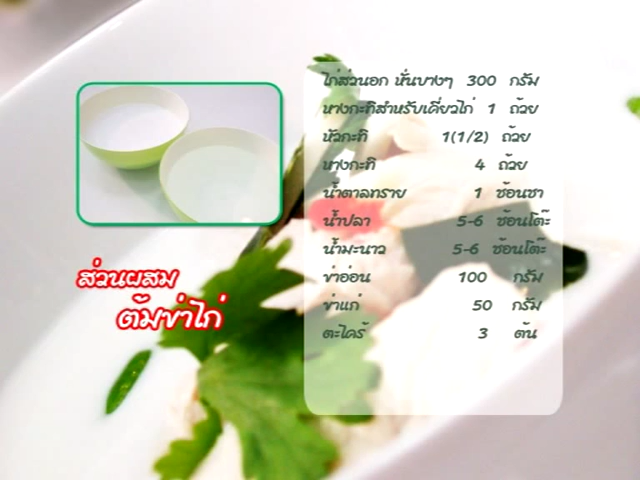 ไก่ส่วนอก หั่นบางๆ 300 กรัม
หางกะทิสำหรับเคี่ยวไก่ 1 ถ้วย
หัวกะทิ 1(1/2) ถ้วย
หางกะทิ 4 ถ้วย
น้ำตาลทราย 1 ช้อนชา
น้ำปลา 5-6 ช้อนโต๊ะ
น้ำมะนาว 5-6 ช้อนโต๊ะ
ข่าอ่อน 100 กรัม
ข่าแก่ 50 กรัม
ตะไคร้ 3 ต้น
ส่วนผสม
ต้มข่าไก่